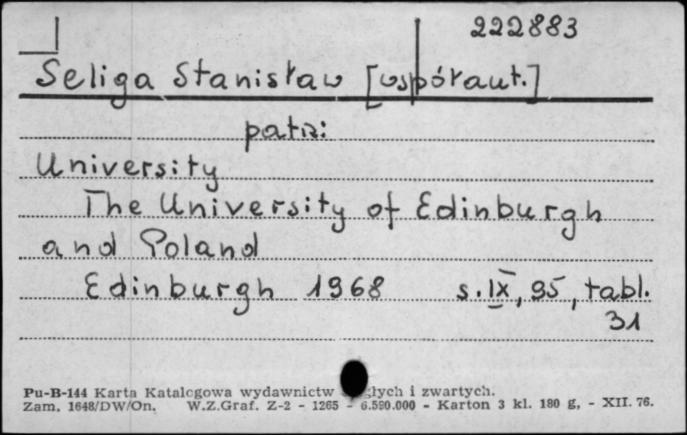 222883
Seliga Stanisław [współaut.]
patrz:
University
The University of Edinburgh
and Poland
Edinburgh 1968 s. IX, 95, tabl.
31
Pu-B-144 Karta Katalogowa wydawnictw głych i zwartych.
Zam. 1648/DW/On. W.Z.Graf. Z-2 - 1265 - 6.590.000 - Karton 3 kl. 180 g, - XII. 76.